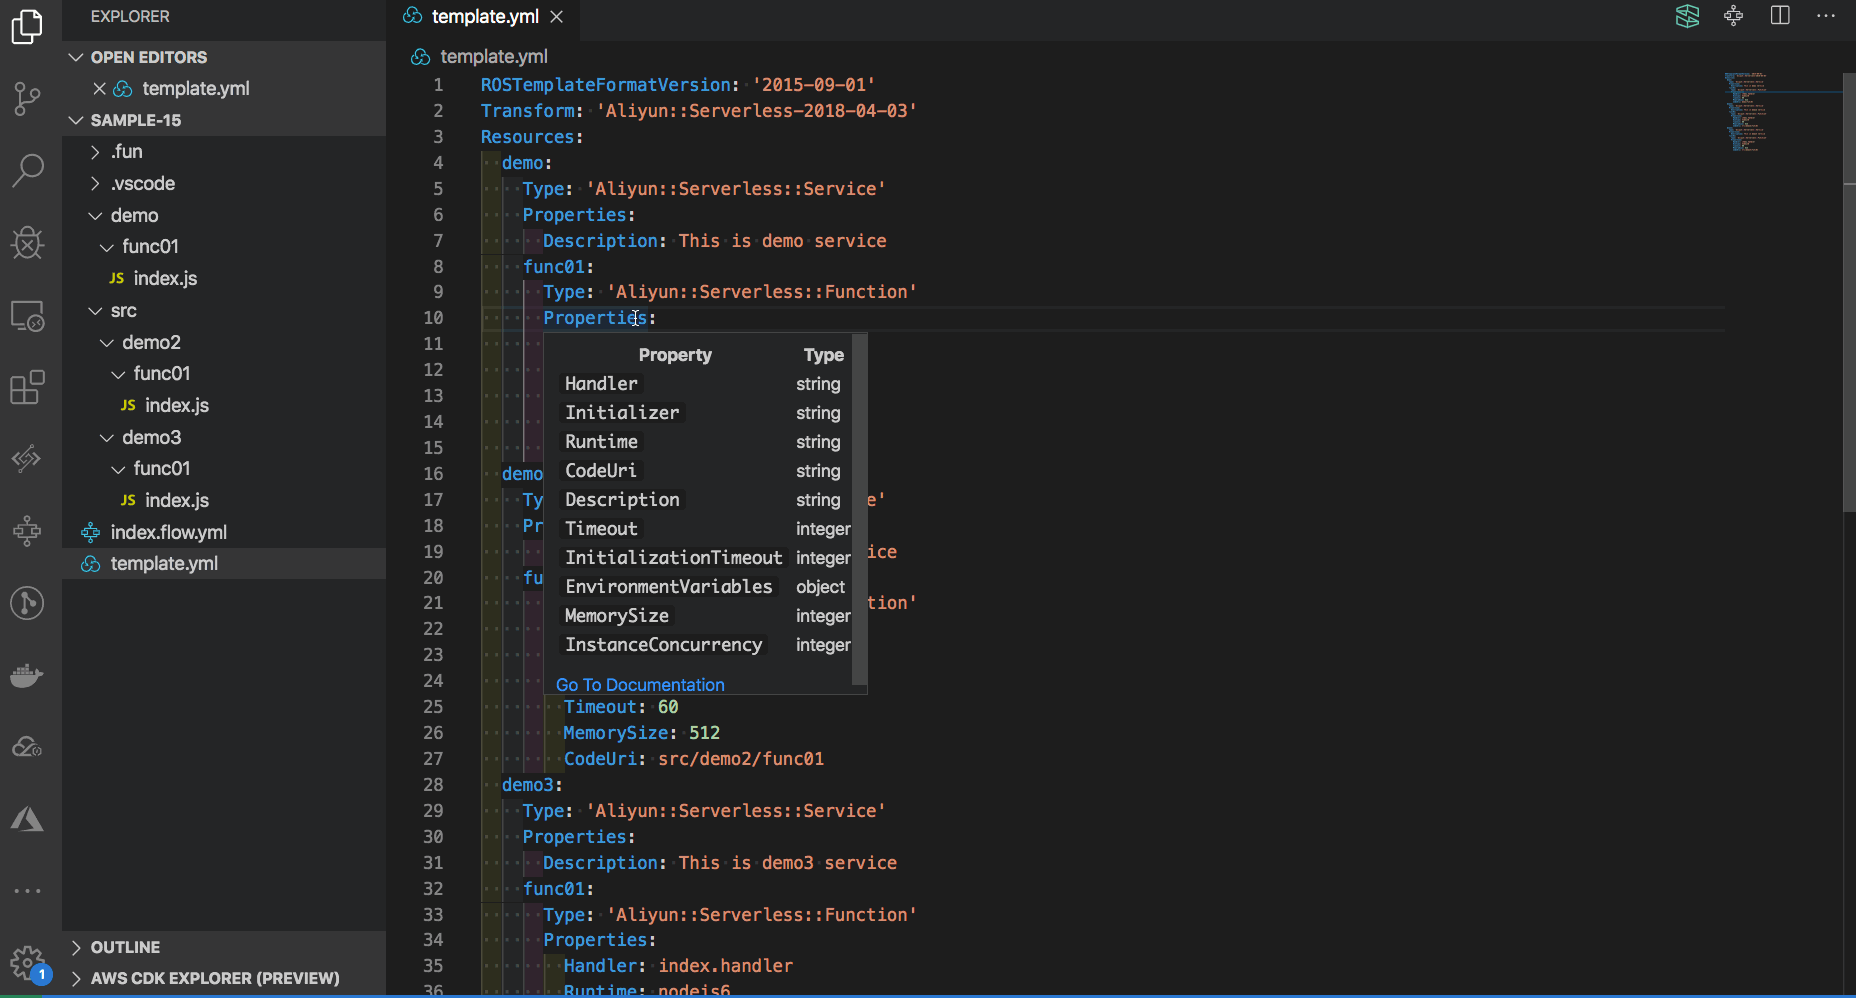 EXPLORER
OPEN EDITORS
template.yml
SAMPLE-15
.fun
.vscode
demo
func01
JS index.js
src
demo2
func01
JS index.js
demo3
func01
JS index.js
index.flow.yml
template.yml
OUTLINE
AWS CDK EXPLORER (PREVIEW)
1
template.yml
template.yml
1 ROSTemplateFormatVersion: '2015-09-01'
2 Transform: 'Aliyun::Serverless-2018-04-03'
3 Resources:
4 demo:
5 Type: 'Aliyun::Serverless::Service'
6 Properties:
7 Description: This is demo service
8 func01:
9 Type: 'Aliyun::Serverless::Function'
10 Properties:
11
12
13
14
15
16 demo
17 Ty e'
18 Pr
19 ice
20 fu
21 tion'
22
23
24
Property Type
Handler string
Initializer string
Runtime string
CodeUri string
Description string
Timeout integer
InitializationTimeout integer
EnvironmentVariables object
MemorySize integer
InstanceConcurrency integer
Go To Documentation
25 Timeout: 60
26 MemorySize: 512
27 CodeUri: src/demo2/func01
28 demo3:
29 Type: 'Aliyun::Serverless::Service'
30 Properties:
31 Description: This is demo3 service
32 func01:
33 Type: 'Aliyun::Serverless::Function'
34 Properties:
35 Handler: index.handler
36 Runtime: nodejs6